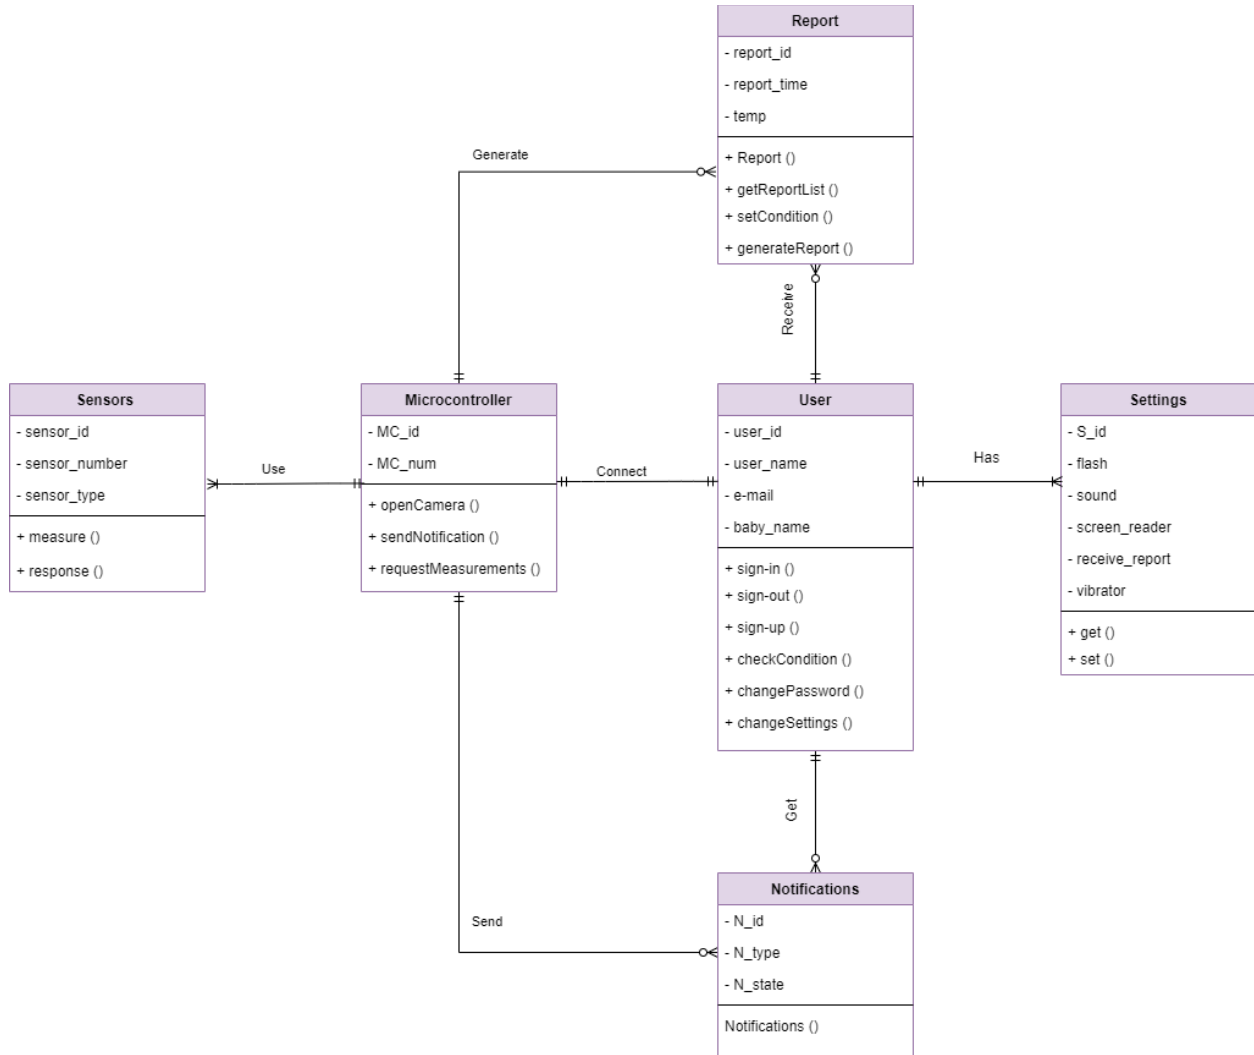 Report
- report_id
- report_time
- temp
+ Report ()
+ getReportList ()
+ setCondition ()
+ generateReport ()
Generate
Receive
Sensors
- sensor_id
- sensor_number
- sensor_type
+ measure ()
+ response ()
Use
Microcontroller
- MC_id
- MC_num
+ openCamera ()
+ sendNotification ()
+ requestMeasurements ()
Connect
User
- user_id
- user_name
- e-mail
- baby_name
+ sign-in ()
+ sign-out ()
+ sign-up ()
+ checkCondition ()
+ changePassword ()
+ changeSettings ()
Has
Settings
- S_id
- flash
- sound
- screen_reader
- receive_report
- vibrator
+ get ()
+ set ()
Get
Send
Notifications
- N_id
- N_type
- N_state
Notifications ()